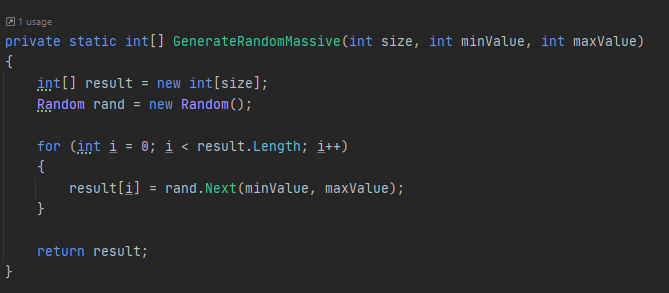 1 usage
private static int[] GenerateRandomMassive(int size, int minValue, int maxValue)
{
    int[] result = new int[size];
    Random rand = new Random();

    for (int i = 0; i < result.Length; i++)
    {
        result[i] = rand.Next(minValue, maxValue);
    }

    return result;
}